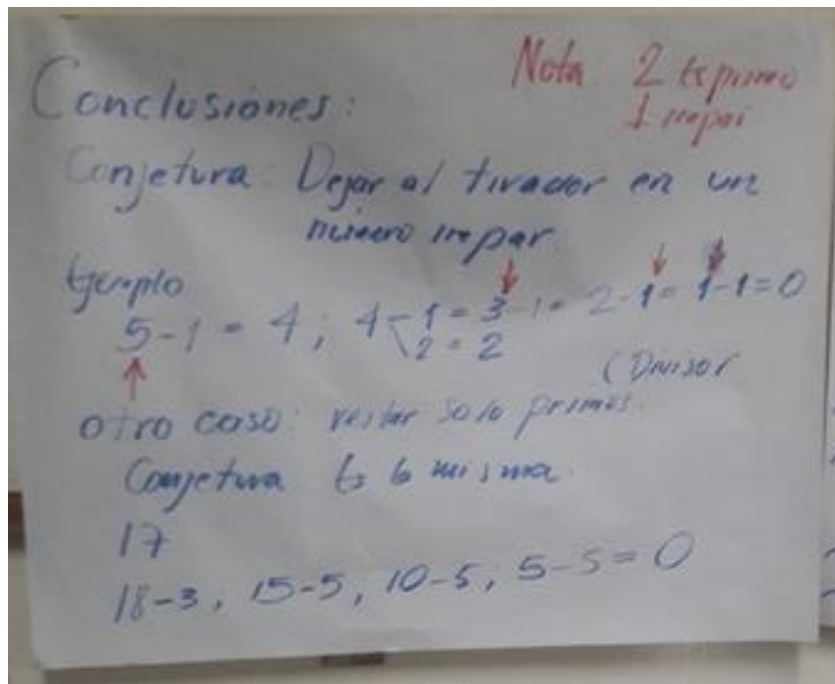 Nota 2 es primo
1 impar
Conclusiones:
Conjetura: Dejar al tirador en un
número impar.
Ejemplo
5-1 = 4; 4-1 = 3-1 = 2-1 = 1-1 = 0
2 = 2
(Divisor
otro caso: restar solo primos.
Conjetura Es la misma.
17
18-3, 15-5, 10-5, 5-5=0